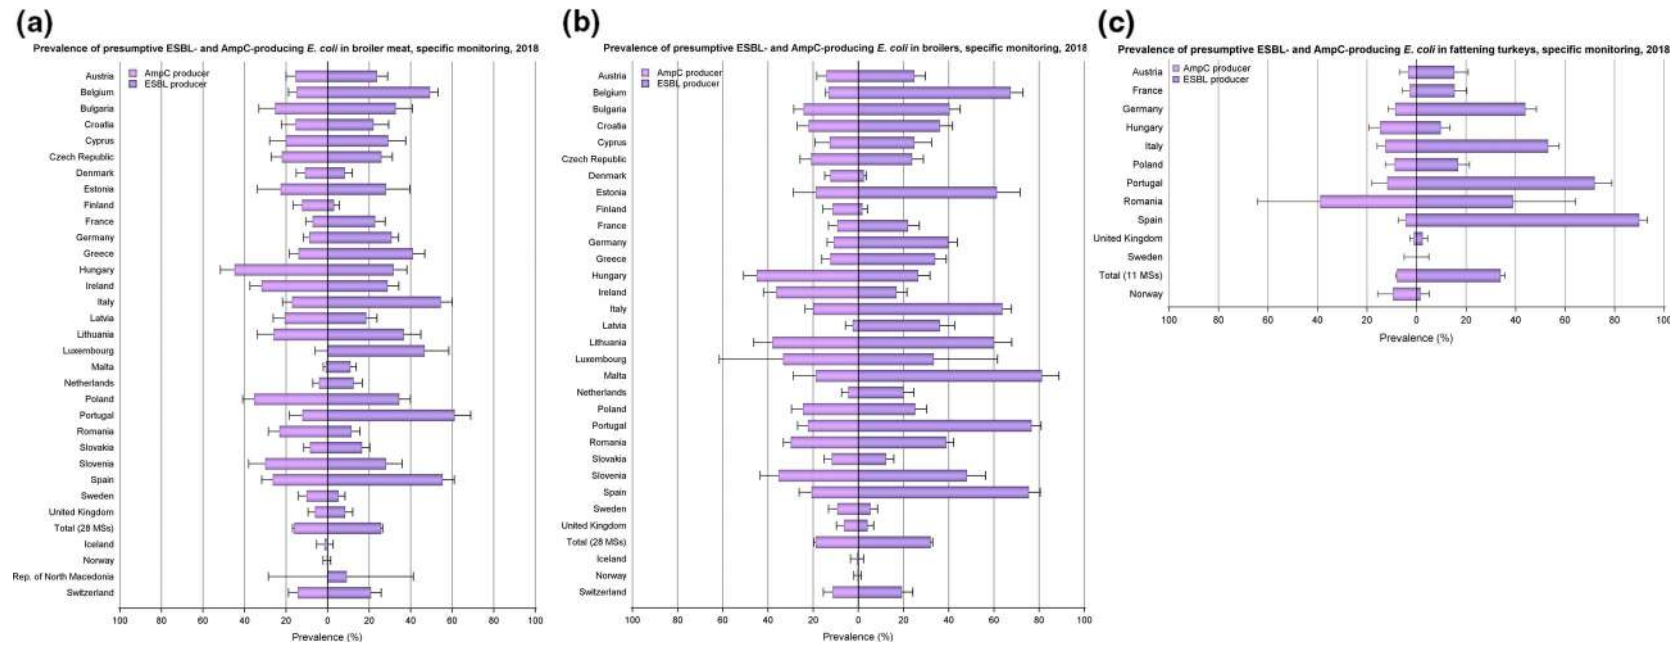 (a)
Prevalence of presumptive ESBL- and AmpC-producing E. coli in broiler meat, specific monitoring, 2018
AmpC producer
ESBL producer
Austria
Belgium
Bulgaria
Croatia
Cyprus
Czech Republic
Denmark
Estonia
Finland
France
Germany
Greece
Hungary
Ireland
Italy
Latvia
Lithuania
Luxembourg
Malta
Netherlands
Poland
Portugal
Romania
Slovakia
Slovenia
Spain
Sweden
United Kingdom
Total (28 MSs)
Iceland
Norway
Rep. of North Macedonia
Switzerland
100 80 60 40 20 0 20 40 60 80 100
Prevalence (%)
(b)
Prevalence of presumptive ESBL- and AmpC-producing E. coli in broilers, specific monitoring, 2018
AmpC producer
ESBL producer
Austria
Belgium
Bulgaria
Croatia
Cyprus
Czech Republic
Denmark
Estonia
Finland
France
Germany
Greece
Hungary
Ireland
Italy
Latvia
Lithuania
Luxembourg
Malta
Netherlands
Poland
Portugal
Romania
Slovakia
Slovenia
Spain
Sweden
United Kingdom
Total (28 MSs)
Iceland
Norway
Switzerland
100 80 60 40 20 0 20 40 60 80 100
Prevalence (%)
(c)
Prevalence of presumptive ESBL- and AmpC-producing E. coli in fattening turkeys, specific monitoring, 2018
AmpC producer
ESBL producer
Austria
France
Germany
Hungary
Italy
Poland
Portugal
Romania
Spain
United Kingdom
Sweden
Total (11 MSs)
Norway
100 80 60 40 20 0 20 40 60 80 100
Prevalence (%)